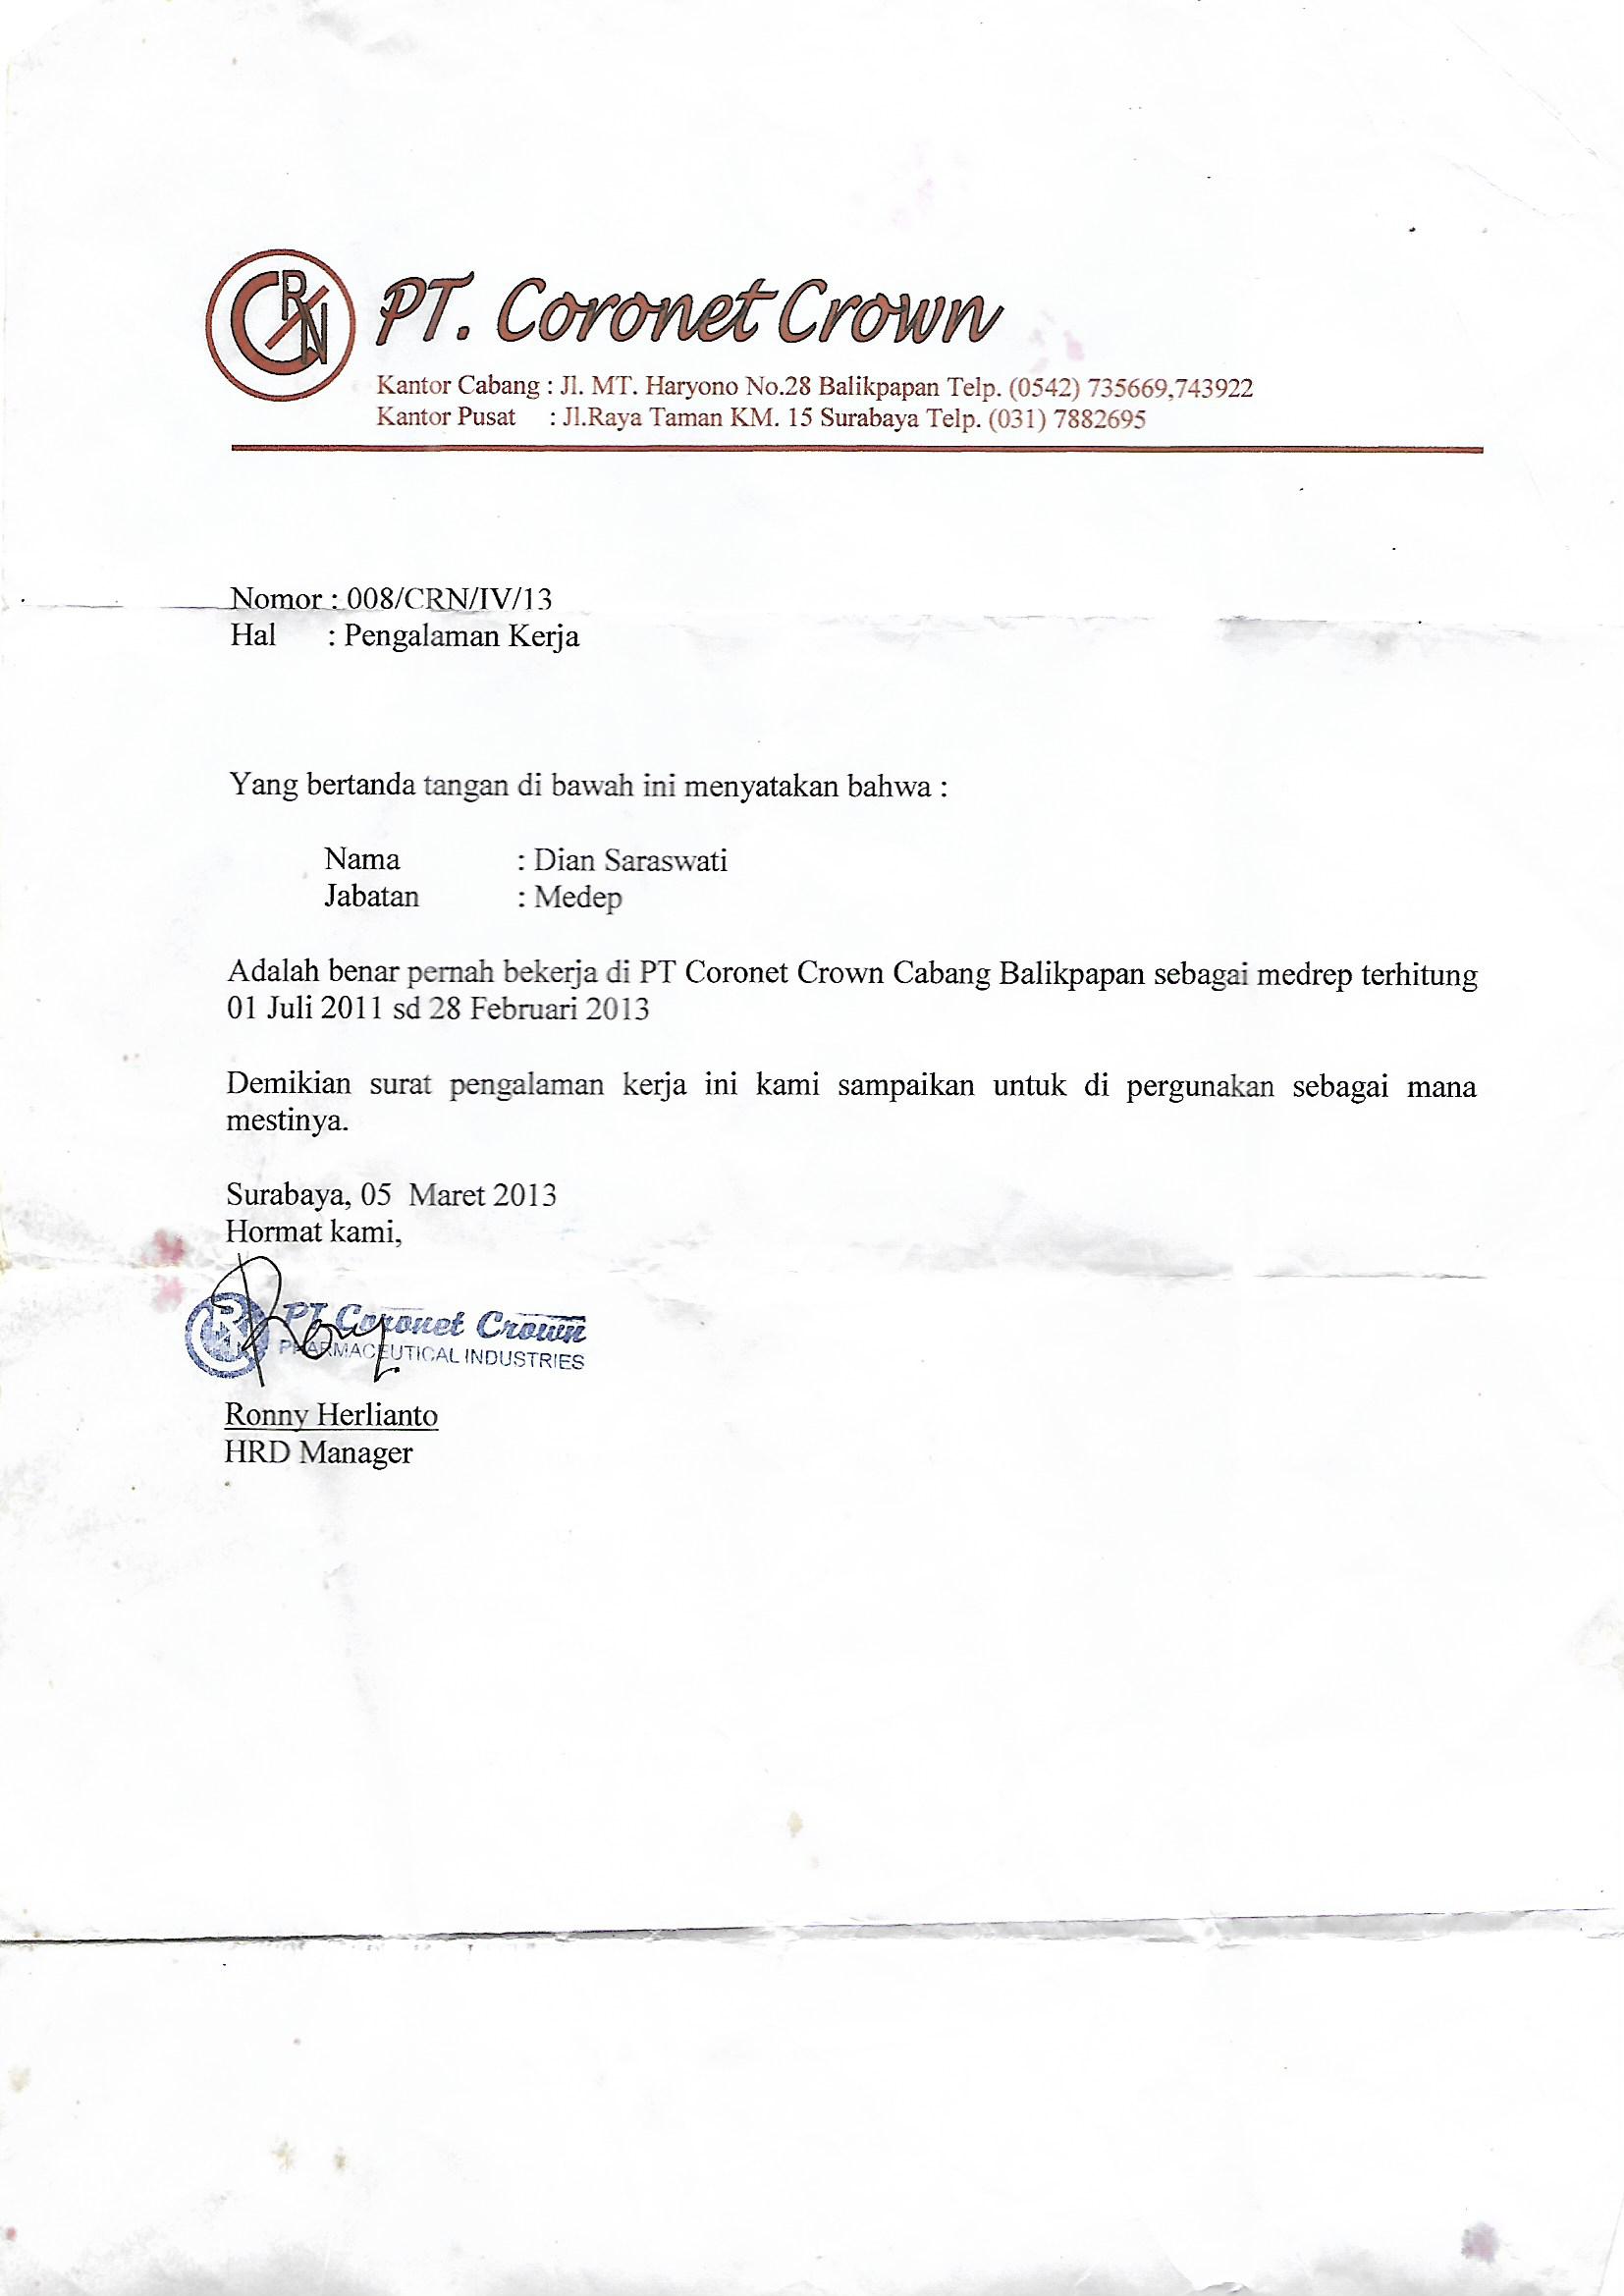 CRN PT. Coronet Crown
Kantor Cabang : Jl. MT. Haryono No.28 Balikpapan Telp. (0542) 735669,743922
Kantor Pusat : Jl.Raya Taman KM. 15 Surabaya Telp. (031) 7882695
Nomor : 008/CRN/IV/13
Hal : Pengalaman Kerja
Yang bertanda tangan di bawah ini menyatakan bahwa :
Nama : Dian Saraswati
Jabatan : Medep
Adalah benar pernah bekerja di PT Coronet Crown Cabang Balikpapan sebagai medrep terhitung
01 Juli 2011 sd 28 Februari 2013
Demikian surat pengalaman kerja ini kami sampaikan untuk di pergunakan sebagai mana
mestinya.
Surabaya, 05 Maret 2013
Hormat kami,
CRN PT. Coronet Crown
PHARMACEUTICAL INDUSTRIES
Ronny Herlianto
HRD Manager